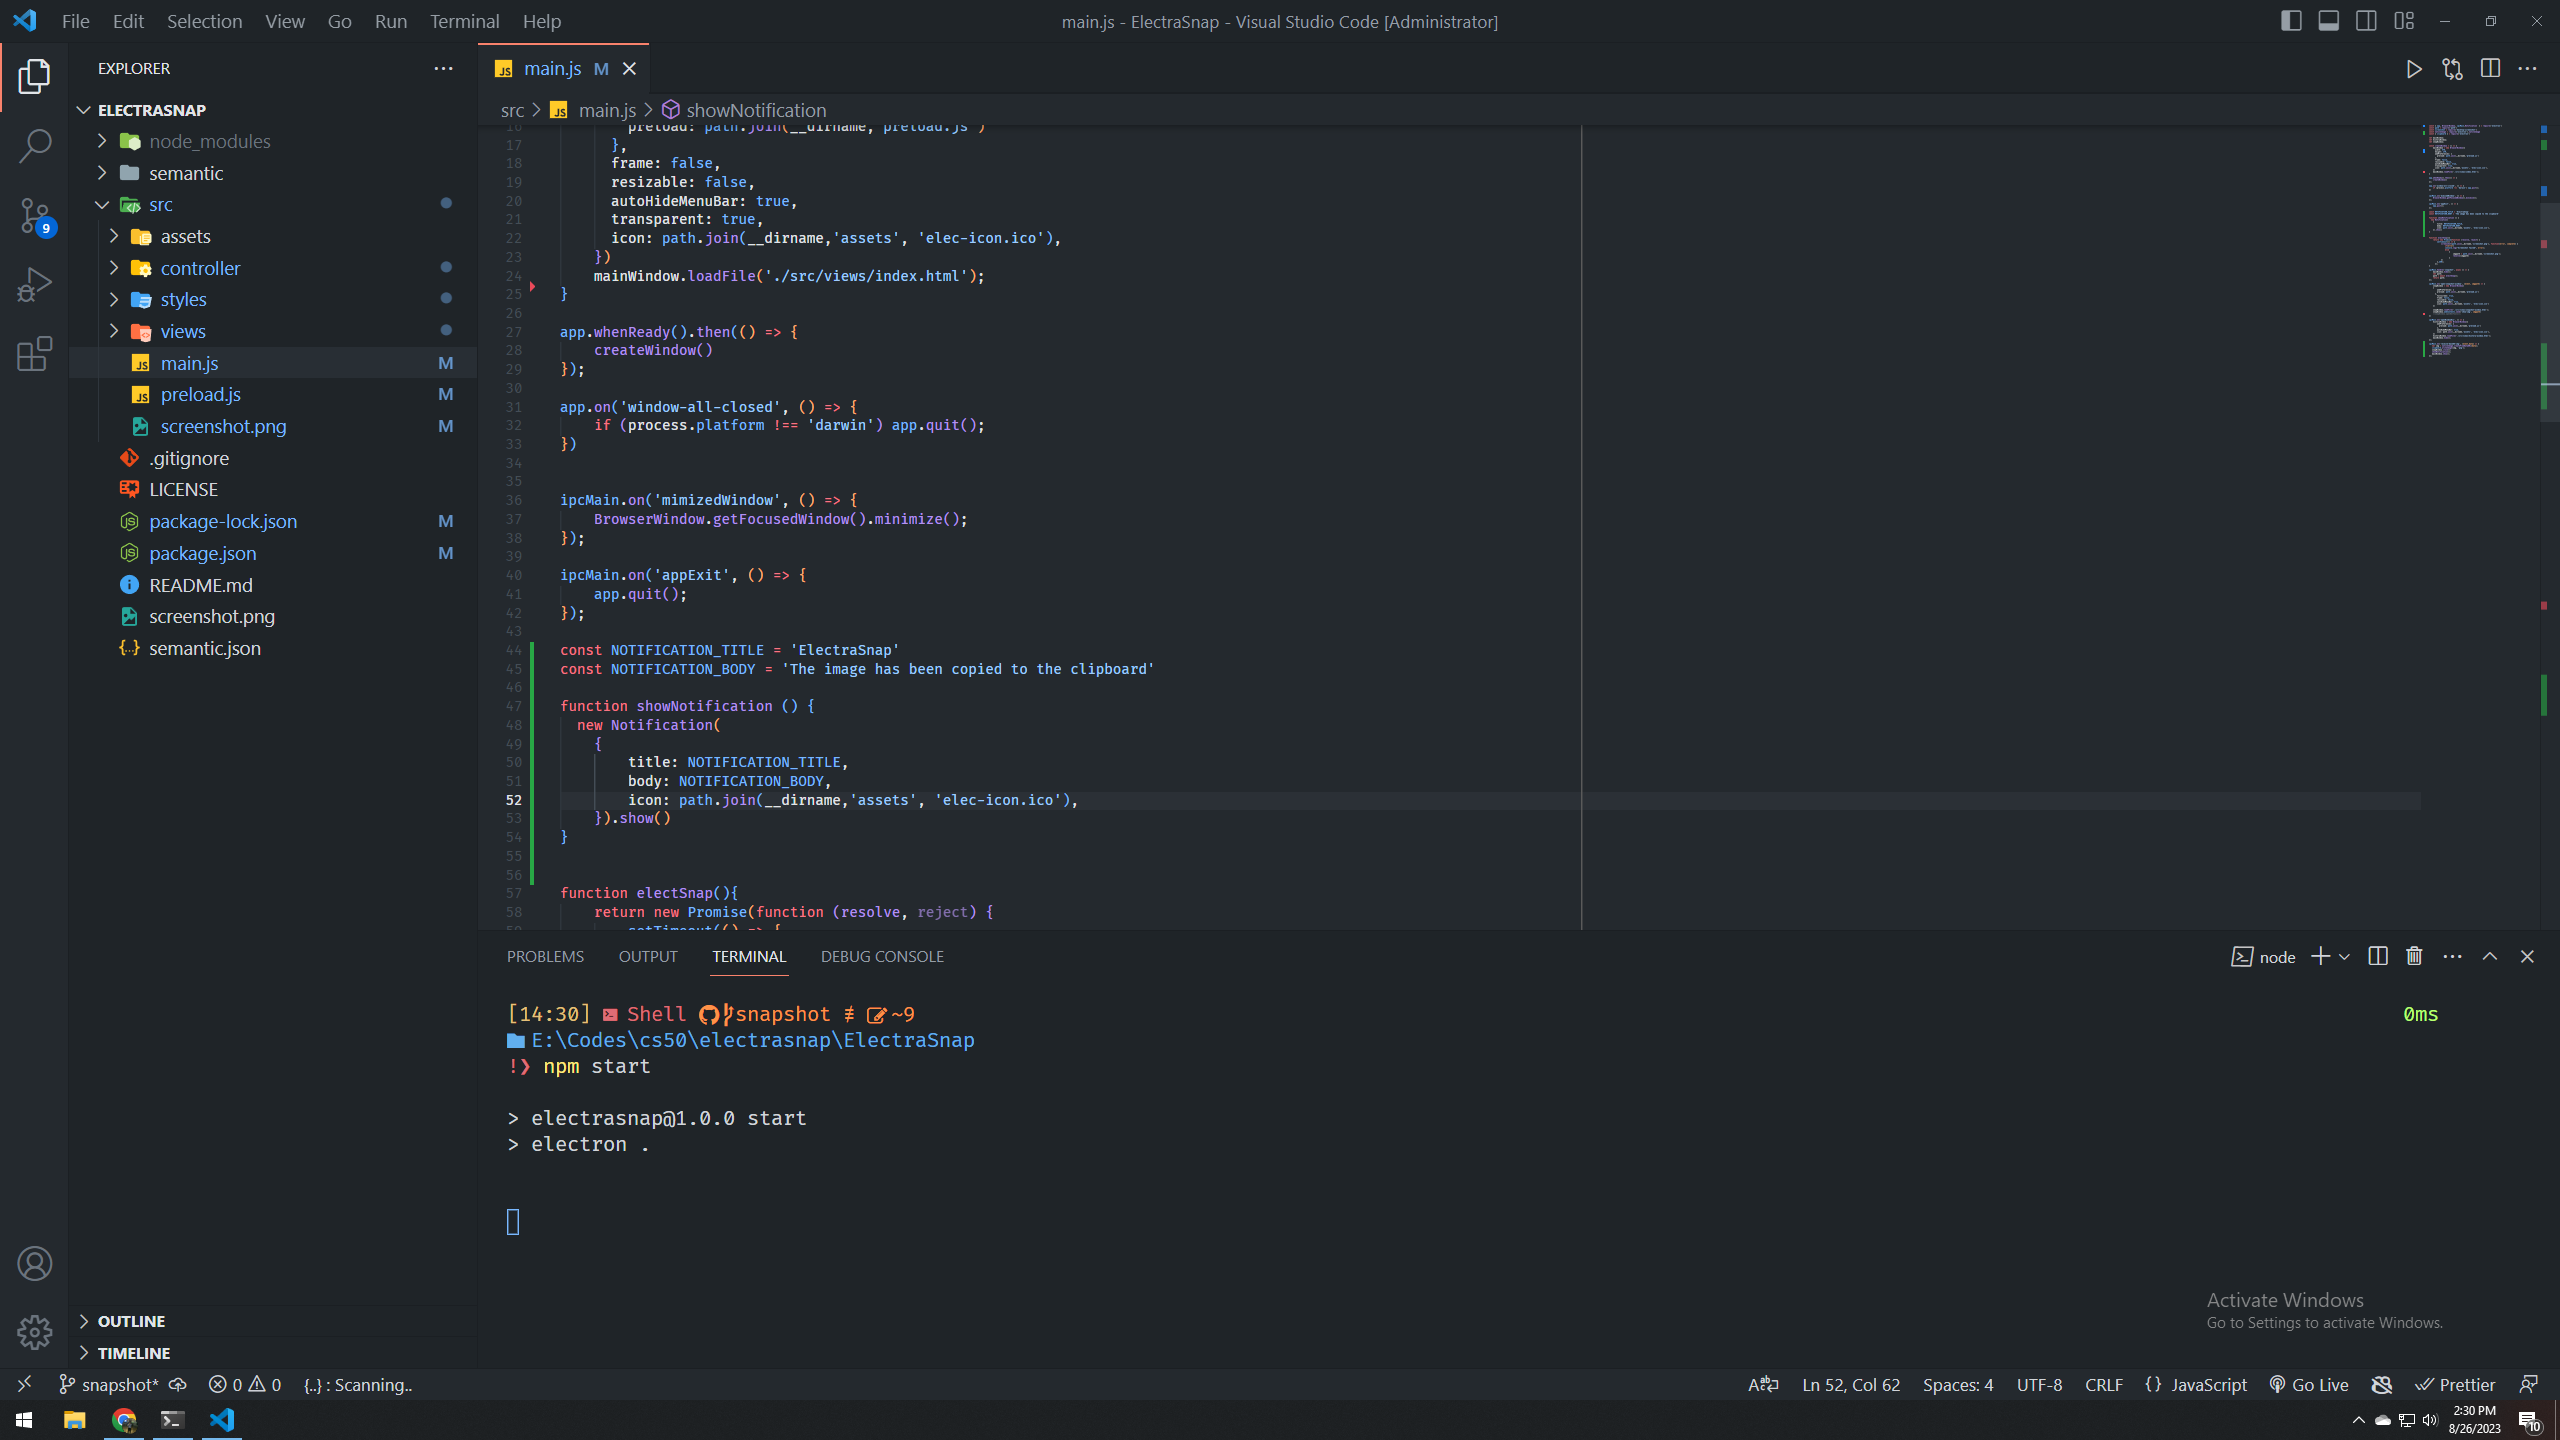 File Edit Selection View Go Run Terminal Help
main.js - ElectraSnap - Visual Studio Code [Administrator]
EXPLORER
ELECTRASNAP
node_modules
semantic
src
assets
controller
styles
views
main.js M
preload.js M
screenshot.png M
.gitignore
LICENSE
package-lock.json M
package.json M
README.md
screenshot.png
semantic.json
OUTLINE
TIMELINE
9
main.js M
src > main.js > showNotification
16 preload: path.join(__dirname,'preload.js')
17 },
18 frame: false,
19 resizable: false,
20 autoHideMenuBar: true,
21 transparent: true,
22 icon: path.join(__dirname,'assets', 'elec-icon.ico'),
23 })
24 mainWindow.loadFile('./src/views/index.html');
25 }
26
27 app.whenReady().then(() => {
28 createWindow()
29 });
30
31 app.on('window-all-closed', () => {
32 if (process.platform !== 'darwin') app.quit();
33 })
34
35
36 ipcMain.on('mimizedWindow', () => {
37 BrowserWindow.getFocusedWindow().minimize();
38 });
39
40 ipcMain.on('appExit', () => {
41 app.quit();
42 });
43
44 const NOTIFICATION_TITLE = 'ElectraSnap'
45 const NOTIFICATION_BODY = 'The image has been copied to the clipboard'
46
47 function showNotification () {
48 new Notification(
49 {
50 title: NOTIFICATION_TITLE,
51 body: NOTIFICATION_BODY,
52 icon: path.join(__dirname,'assets', 'elec-icon.ico'),
53 }).show()
54 }
55
56
57 function electSnap(){
58 return new Promise(function (resolve, reject) {
59 setTimeout(() => {
PROBLEMS OUTPUT TERMINAL DEBUG CONSOLE
node
[14:30] Shell snapshot ≢ ~9 0ms
E:\Codes\cs50\electrasnap\ElectraSnap
!❯ npm start
> electrasnap@1.0.0 start
> electron .
Activate Windows
Go to Settings to activate Windows.
snapshot* 0 0 {..} : Scanning..
Ln 52, Col 62 Spaces: 4 UTF-8 CRLF {} JavaScript Go Live Prettier
2:30 PM
8/26/2023
10